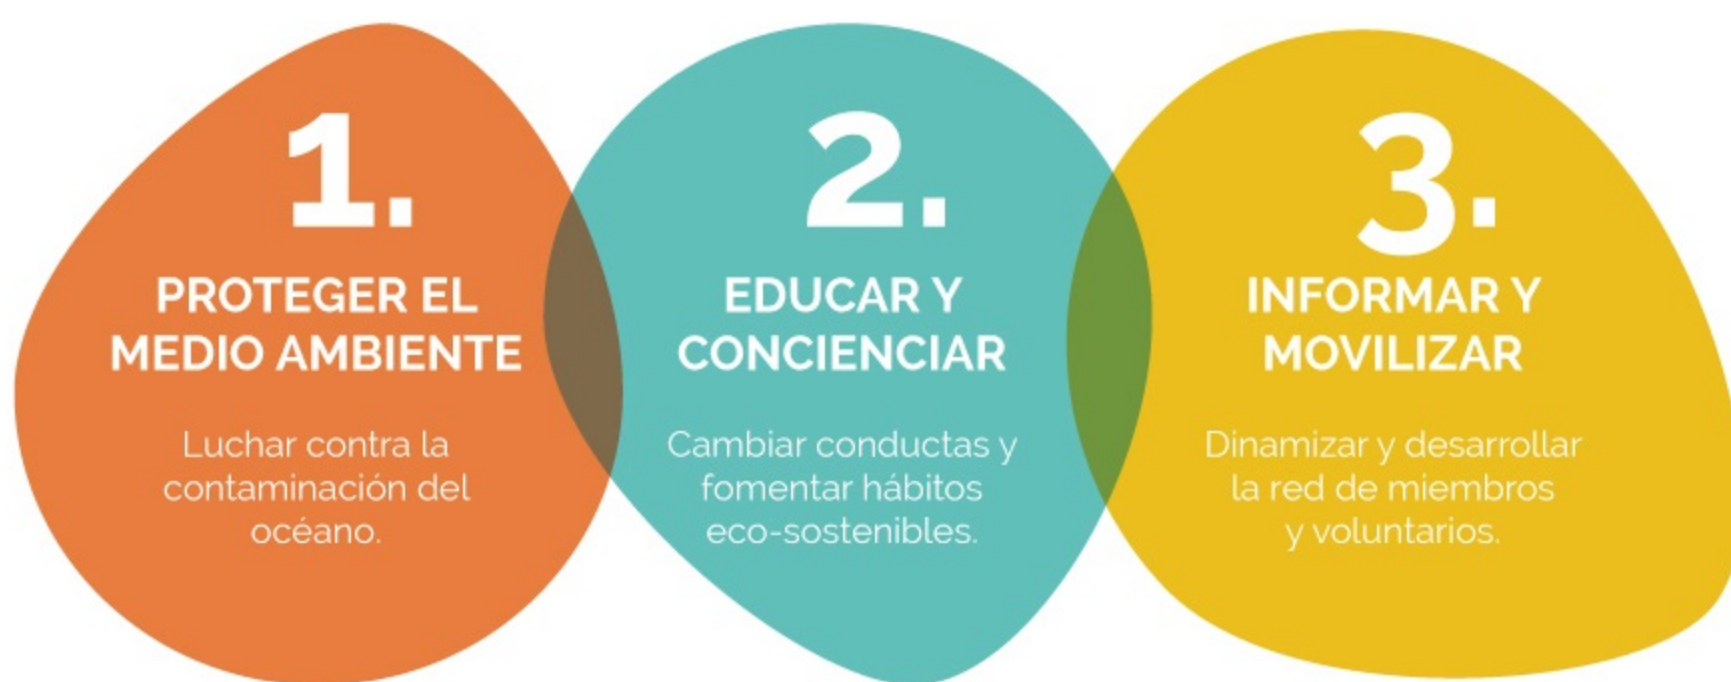 1.
PROTEGER EL
MEDIO AMBIENTE
Luchar contra la
contaminación del
océano.
2.
EDUCAR Y
CONCIENCIAR
Cambiar conductas y
fomentar hábitos
eco-sostenibles.
3.
INFORMAR Y
MOVILIZAR
Dinamizar y desarrollar
la red de miembros
y voluntarios.